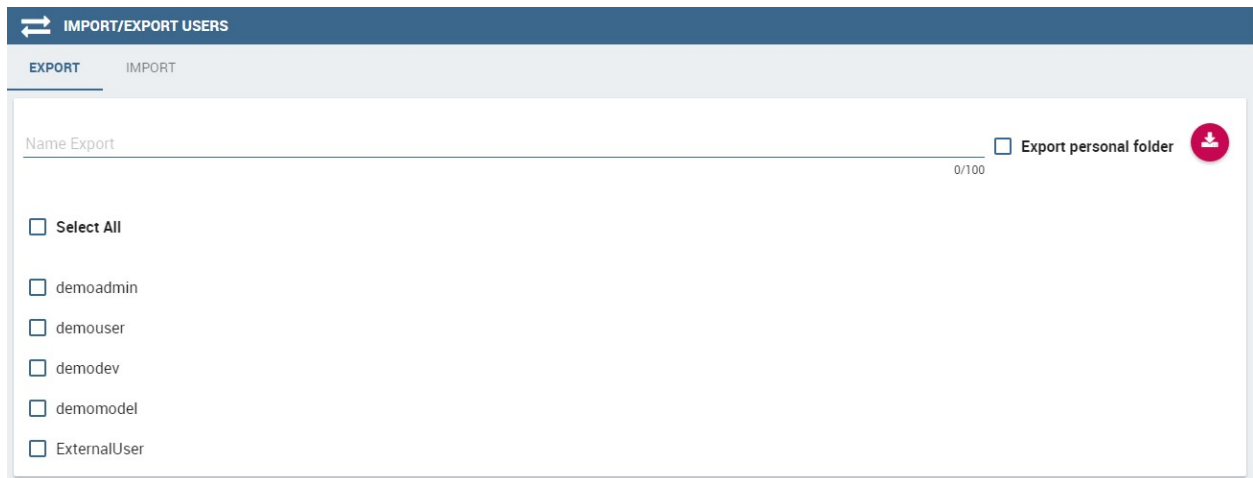 IMPORT/EXPORT USERS
EXPORT IMPORT
Name Export
Export personal folder
0/100
Select All
demoadmin
demouser
demodev
demomodel
ExternalUser